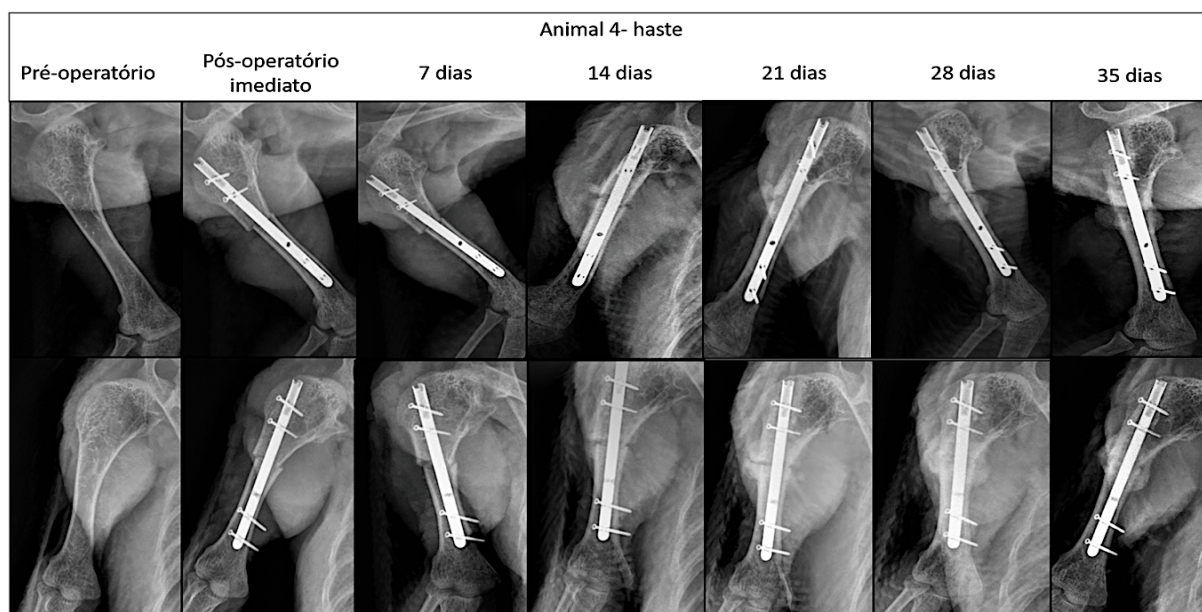 Animal 4- haste
Pré-operatório
Pós-operatório
imediato
7 dias
14 dias
21 dias
28 dias
35 dias